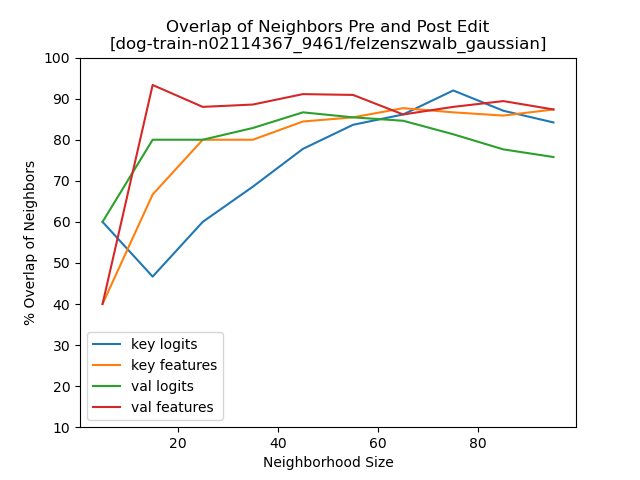 Overlap of Neighbors Pre and Post Edit
[dog-train-n02114367_9461/felzenszwalb_gaussian]
100
90
80
70
60
50
40
30
20
10
% Overlap of Neighbors
key logits
key features
val logits
val features
20 40 60 80
Neighborhood Size